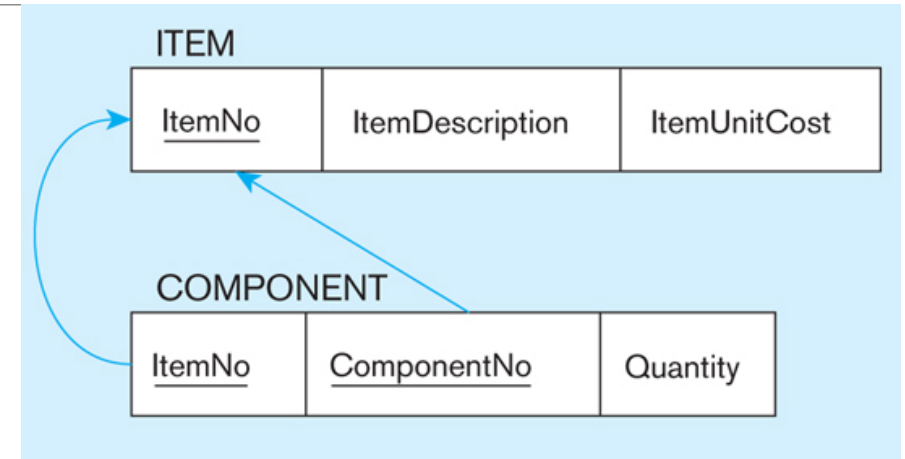 ITEM
ItemNo ItemDescription ItemUnitCost
COMPONENT
ItemNo ComponentNo Quantity